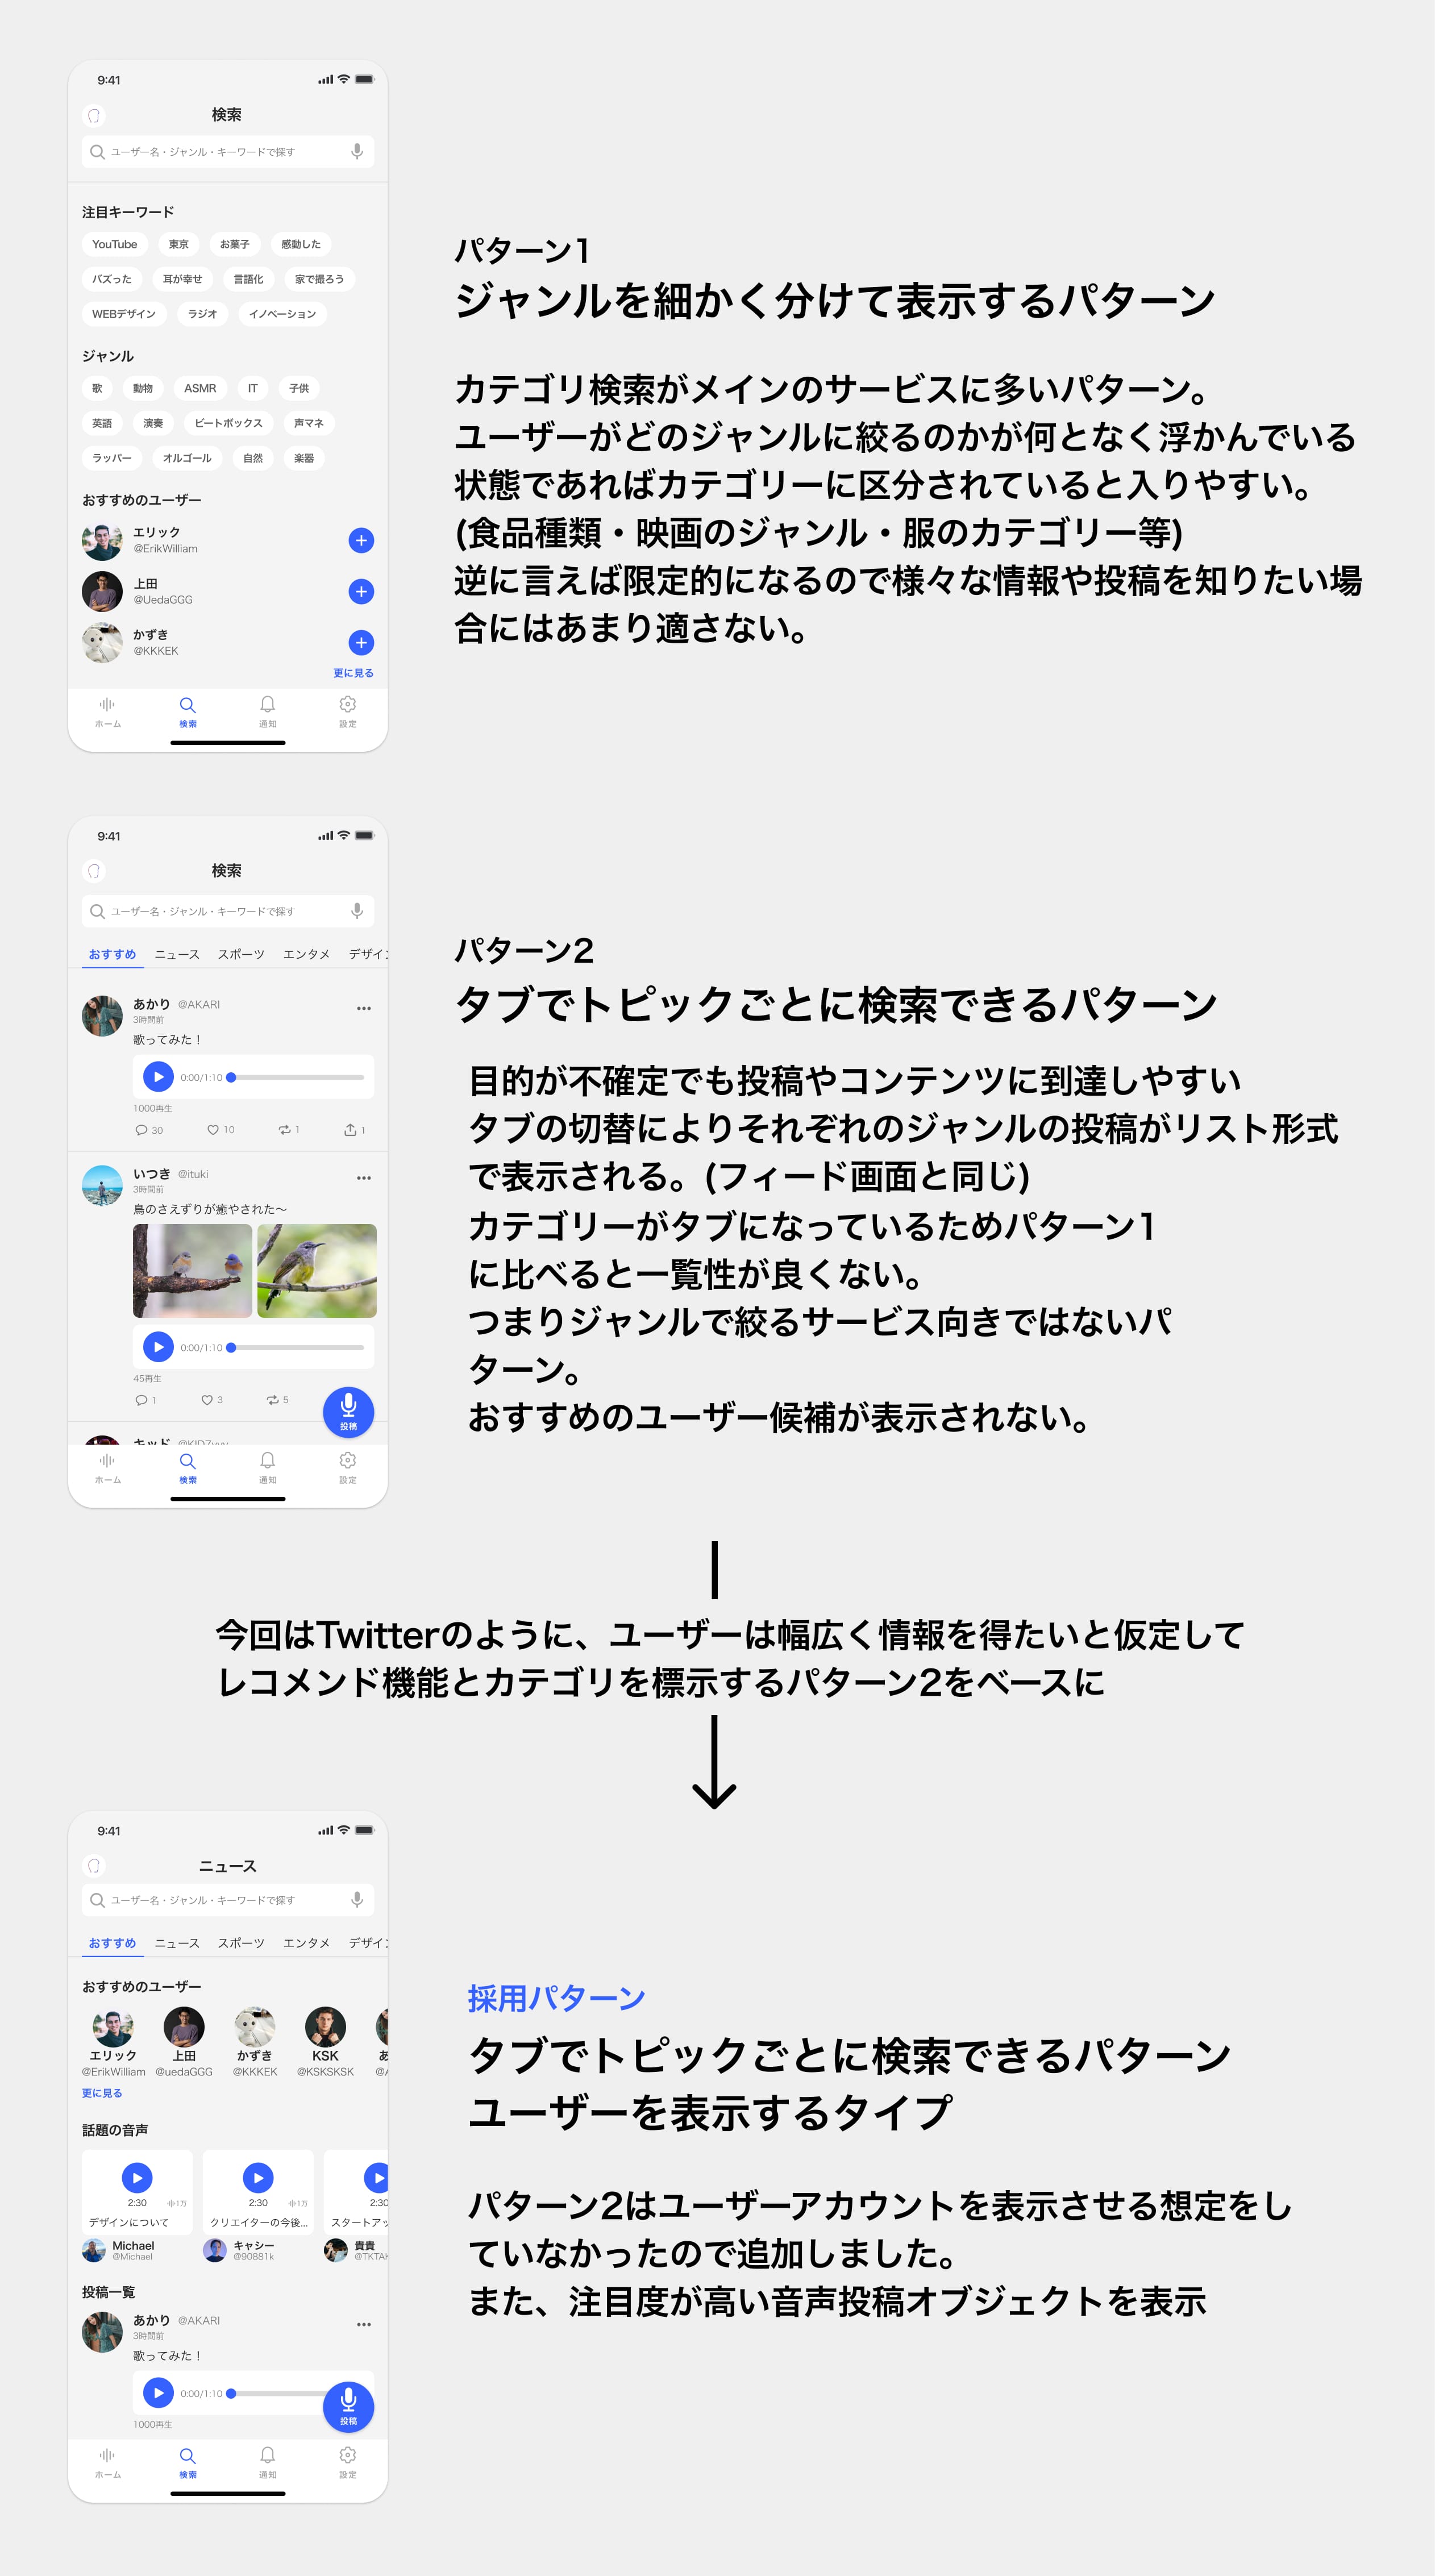 9:41
検索
ユーザー名・ジャンル・キーワードで探す
注目キーワード
YouTube 東京 お菓子 感動した
バズった 耳が幸せ 言語化 家で撮ろう
WEBデザイン ラジオ イノベーション
ジャンル
歌 動物 ASMR IT 子供
英語 演奏 ビートボックス 声マネ
ラッパー オルゴール 自然 楽器
おすすめのユーザー
エリック
@ErikWilliam
上田
@UedaGGG
かずき
@KKKEK
更に見る
ホーム 検索 通知 設定
パターン1
ジャンルを細かく分けて表示するパターン
カテゴリ検索がメインのサービスに多いパターン。
ユーザーがどのジャンルに絞るのかが何となく浮かんでいる
状態であればカテゴリーに区分されていると入りやすい。
(食品種類・映画のジャンル・服のカテゴリー等)
逆に言えば限定的になるので様々な情報や投稿を知りたい場
合にはあまり適さない。
9:41
検索
ユーザー名・ジャンル・キーワードで探す
おすすめ ニュース スポーツ エンタメ デザイ
あかり @AKARI
3時間前
歌ってみた！
0:00/1:10
1000再生
30 10 1 1
いつき @ituki
3時間前
鳥のさえずりが癒やされた〜
0:00/1:10
45再生
1 3 5
投稿
キッド
ホーム 検索 通知 設定
パターン2
タブでトピックごとに検索できるパターン
目的が不確定でも投稿やコンテンツに到達しやすい
タブの切替によりそれぞれのジャンルの投稿がリスト形式
で表示される。(フィード画面と同じ)
カテゴリーがタブになっているためパターン1
に比べると一覧性が良くない。
つまりジャンルで絞るサービス向きではないパ
ターン。
おすすめのユーザー候補が表示されない。
今回はTwitterのように、ユーザーは幅広く情報を得たいと仮定して
レコメンド機能とカテゴリを標示するパターン2をベースに
9:41
ニュース
ユーザー名・ジャンル・キーワードで探す
おすすめ ニュース スポーツ エンタメ デザイ
おすすめのユーザー
エリック 上田 かずき KSK あ
@ErikWilliam @uedaGGG @KKKEK @KSKSKSK @A
更に見る
話題の音声
2:30 1万 2:30 1万 2:30
デザインについて クリエイターの今後... スタートアッ
Michael キャシー 貴貴
@Michael @90881k @TKTAK
投稿一覧
あかり @AKARI
3時間前
歌ってみた！
0:00/1:10
投稿
1000再生
ホーム 検索 通知 設定
採用パターン
タブでトピックごとに検索できるパターン
ユーザーを表示するタイプ
パターン2はユーザーアカウントを表示させる想定をし
ていなかったので追加しました。
また、注目度が高い音声投稿オブジェクトを表示